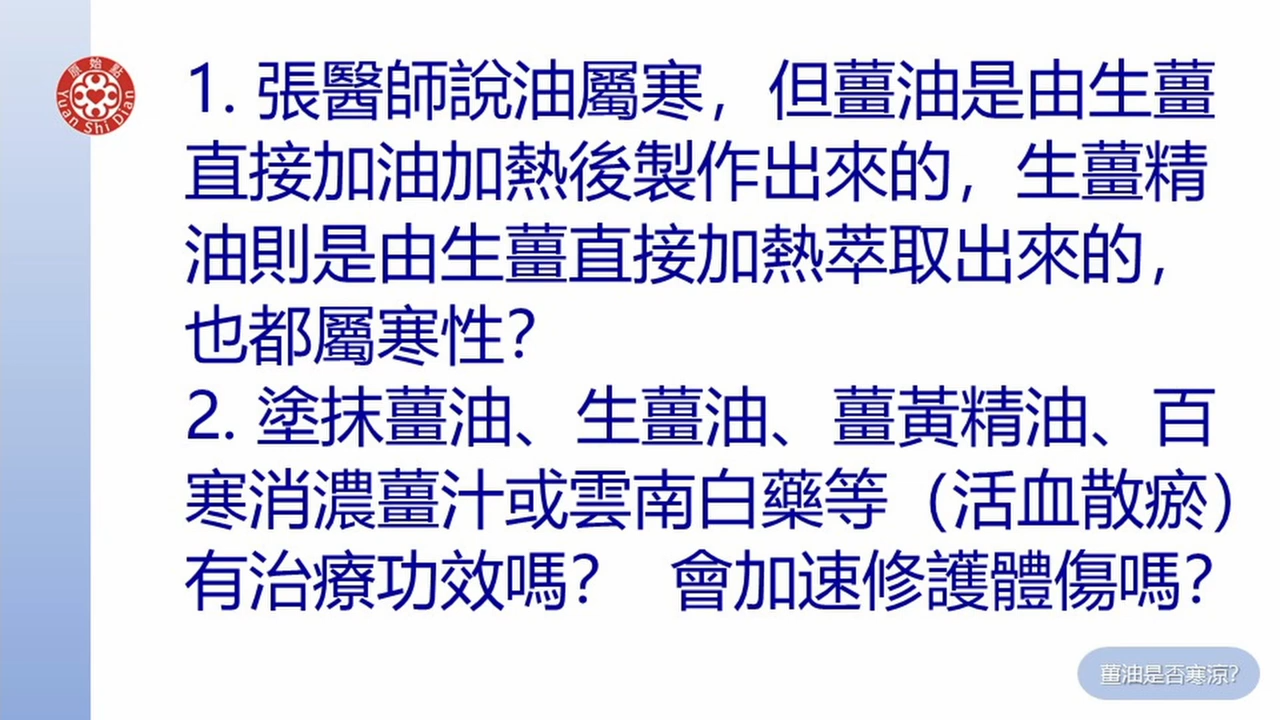 原始點
Yuan Shi Dian
1. 張醫師說油屬寒，但薑油是由生薑
直接加油加熱後製作出來的，生薑精
油則是由生薑直接加熱萃取出來的，
也都屬寒性？
2. 塗抹薑油、生薑油、薑黃精油、百
寒消濃薑汁或雲南白藥等（活血散瘀）
有治療功效嗎？ 會加速修護體傷嗎？
薑油是否寒涼?